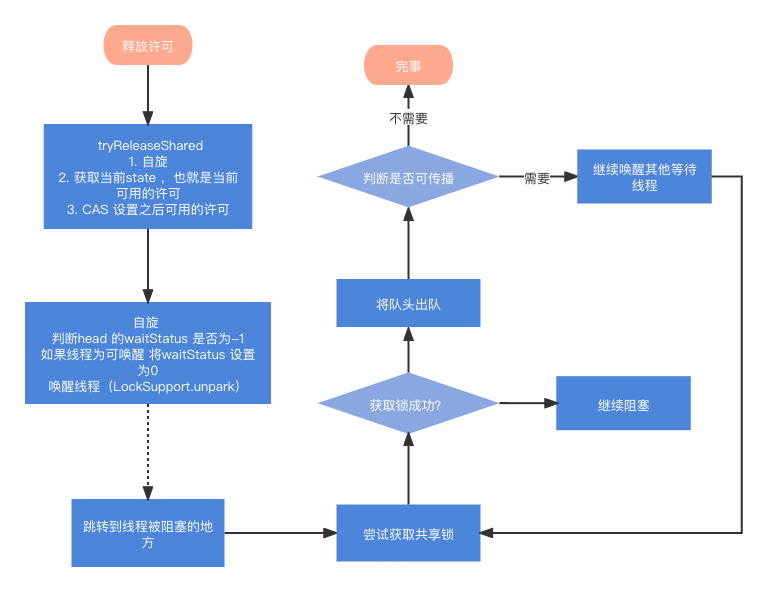 释放许可
tryReleaseShared
1. 自旋
2. 获取当前state ，也就是当前
可用的许可
3. CAS 设置之后可用的许可
自旋
判断head 的waitStatus 是否为-1
如果线程为可唤醒 将waitStatus 设置
为0
唤醒线程（LockSupport.unpark）
跳转到线程被阻塞的地
方
完事
不需要
判断是否可传播
需要
继续唤醒其他等待
线程
将队头出队
获取锁成功?
继续阻塞
尝试获取共享锁